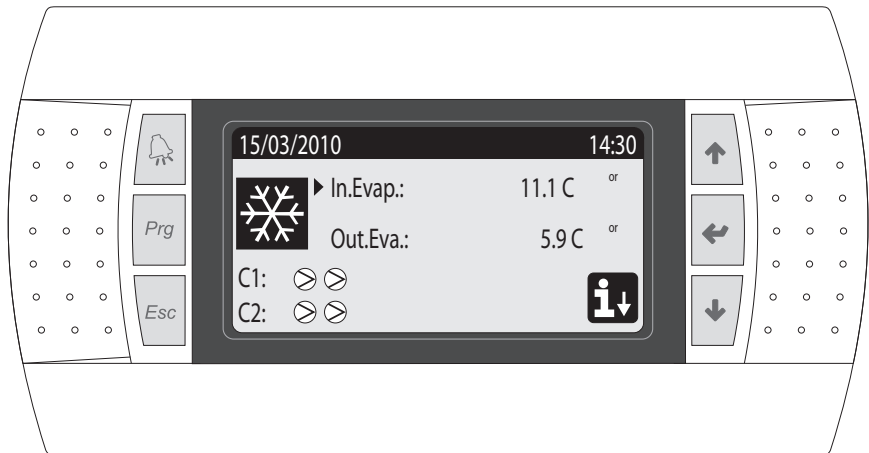 15/03/2010 14:30
In.Evap.: 11.1 C or
Prg
Out.Eva.: 5.9 C or
C1:
C2:
i
Esc